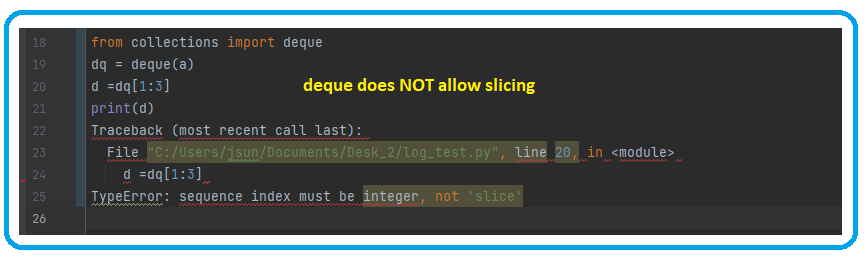 18 from collections import deque
19 dq = deque(a)
20 d =dq[1:3] deque does NOT allow slicing
21 print(d)
22 Traceback (most recent call last):
23 File "C:/Users/jsun/Documents/Desk_2/log_test.py", line 20, in <module>
24 d =dq[1:3]
25 TypeError: sequence index must be integer, not 'slice'
26